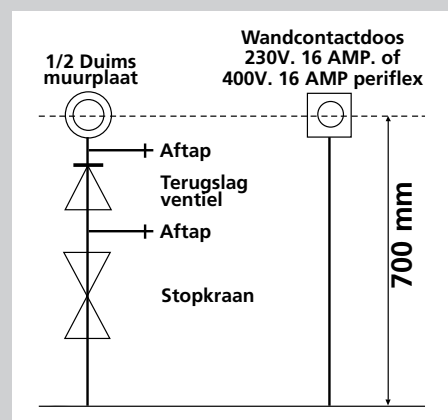 1/2 Duims
muurplaat
Wandcontactdoos
230V. 16 AMP. of
400V. 16 AMP periflex
Aftap
Terugslag
ventiel
Aftap
Stopkraan
700 mm